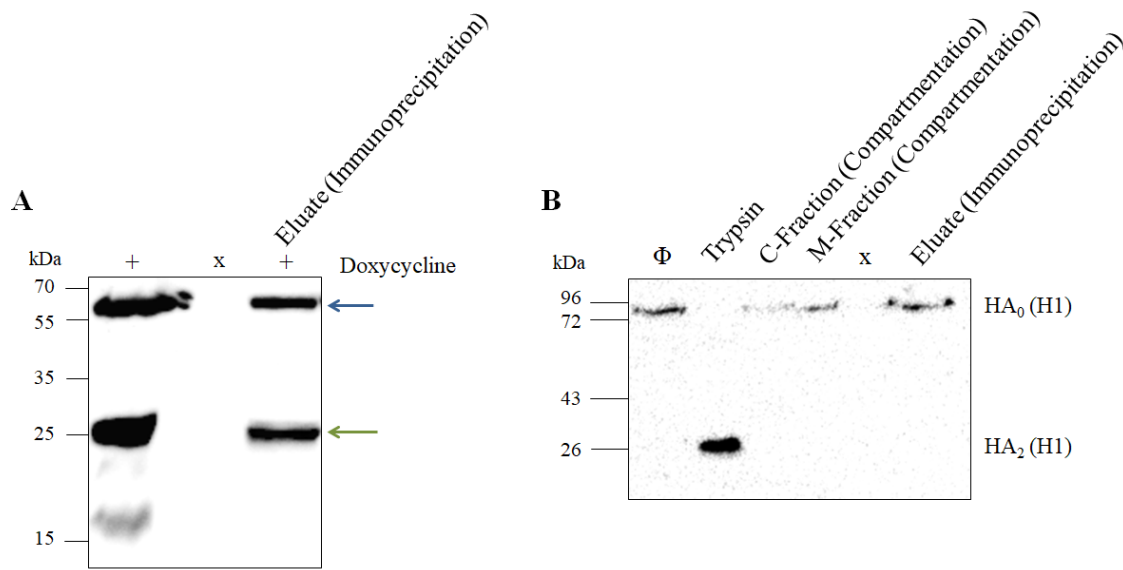 A
Eluate (Immunoprecipitation)
kDa
+ x + Doxycycline
70
55
35
25
15
B
Φ
Trypsin
C-Fraction (Compartmentation)
M-Fraction (Compartmentation)
x
Eluate (Immunoprecipitation)
kDa
96
72
43
26
HA₀ (H1)
HA₂ (H1)